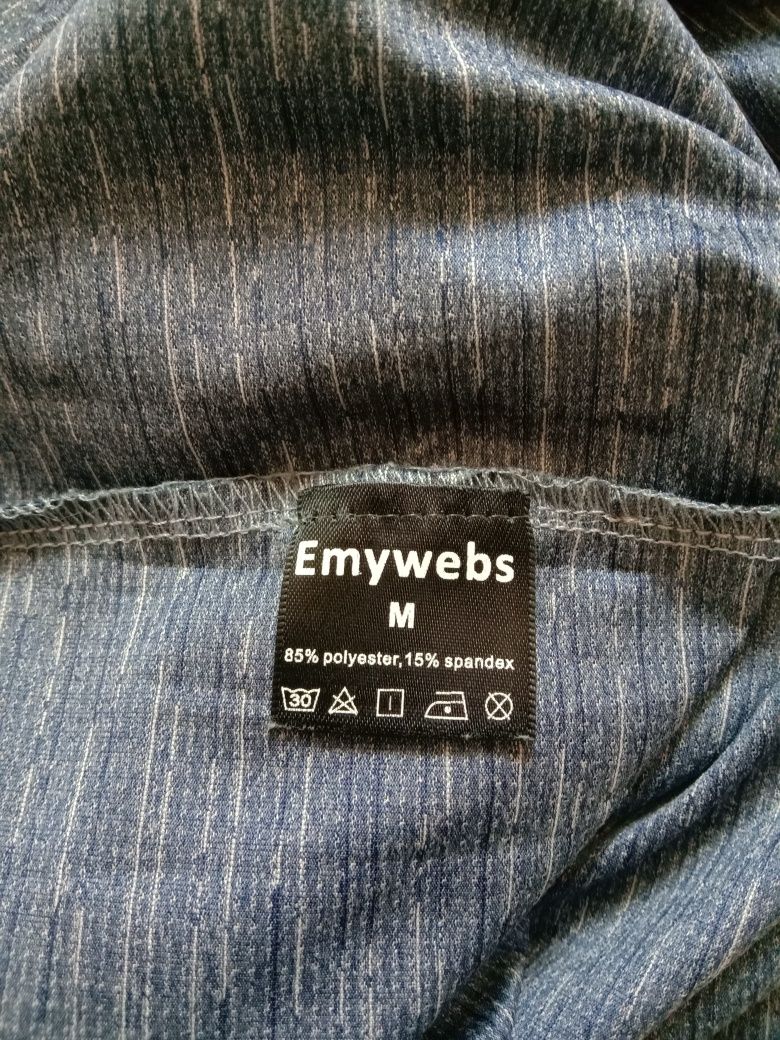 Emywebs
M
85% polyester,15% spandex
30